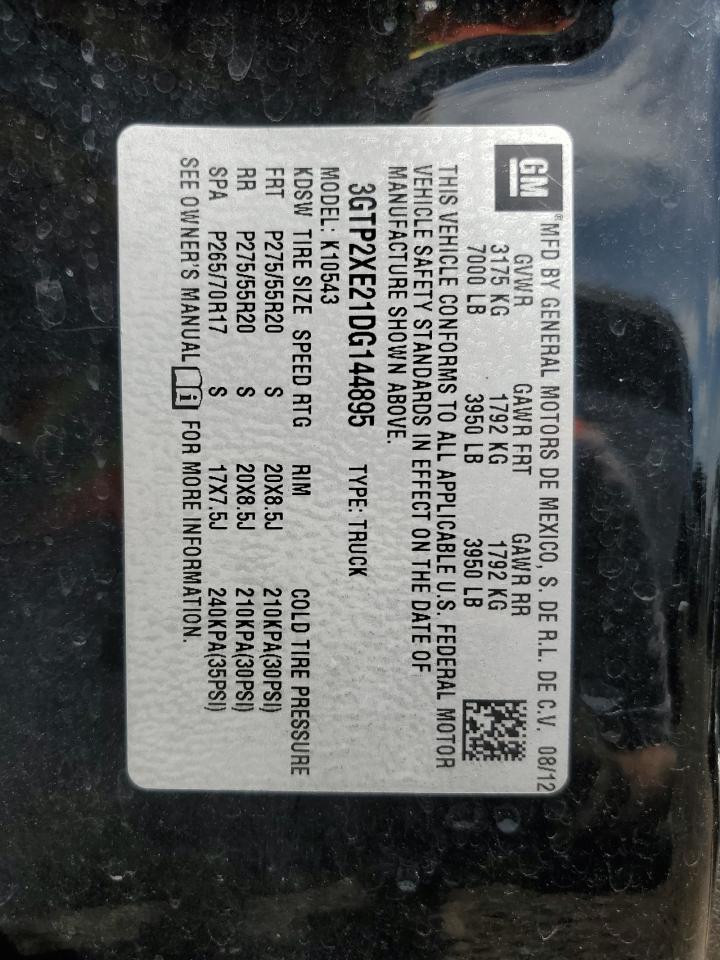 GM
® MFD BY GENERAL MOTORS DE MEXICO, S. DE R.L. DE C.V. 08/12
GVWR GAWR FRT GAWR RR
3175 KG 1792 KG 1792 KG
7000 LB 3950 LB 3950 LB
THIS VEHICLE CONFORMS TO ALL APPLICABLE U.S. FEDERAL MOTOR
VEHICLE SAFETY STANDARDS IN EFFECT ON THE DATE OF
MANUFACTURE SHOWN ABOVE.
3GTP2XE21DG144895 TYPE: TRUCK
MODEL: K10543
KDSW TIRE SIZE SPEED RTG RIM COLD TIRE PRESSURE
FRT P275/55R20 S 20X8.5J 210KPA(30PSI)
RR P275/55R20 S 20X8.5J 210KPA(30PSI)
SPA P265/70R17 S 17X7.5J 240KPA(35PSI)
SEE OWNER'S MANUAL i FOR MORE INFORMATION.